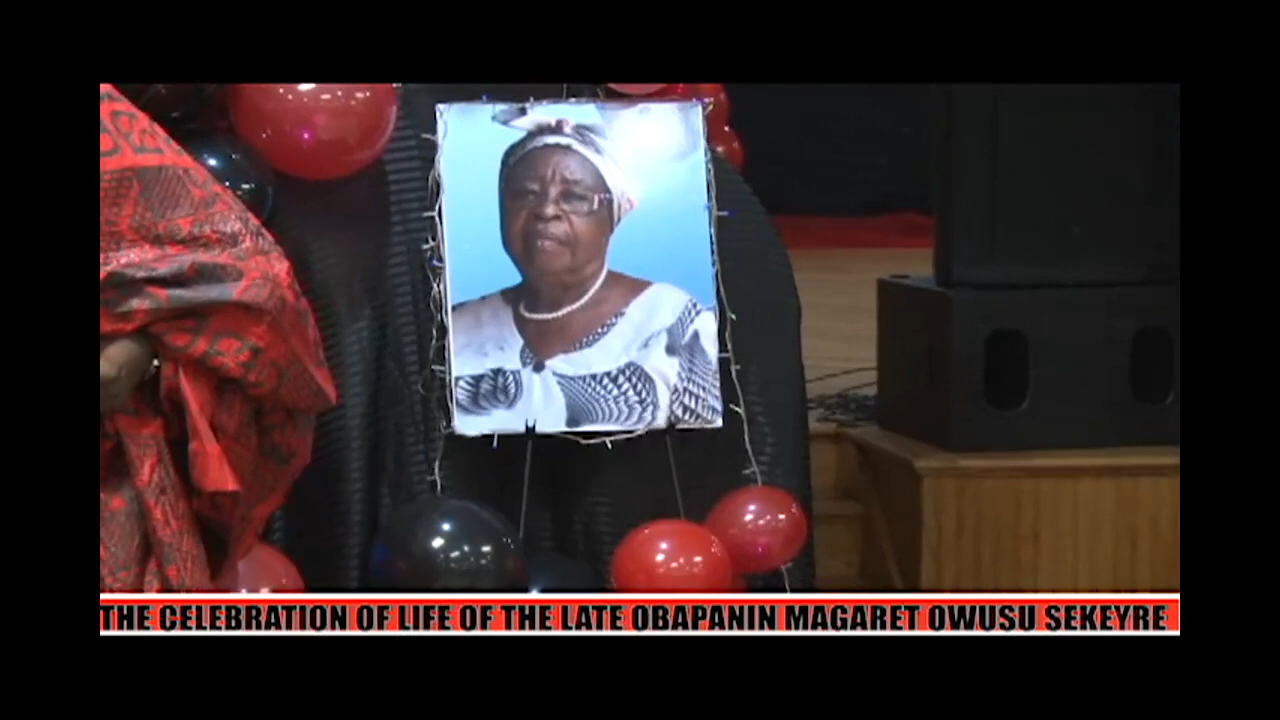 THE CELEBRATION OF LIFE OF THE LATE OBAPANIN MAGARET OWUSU SEKEYRE